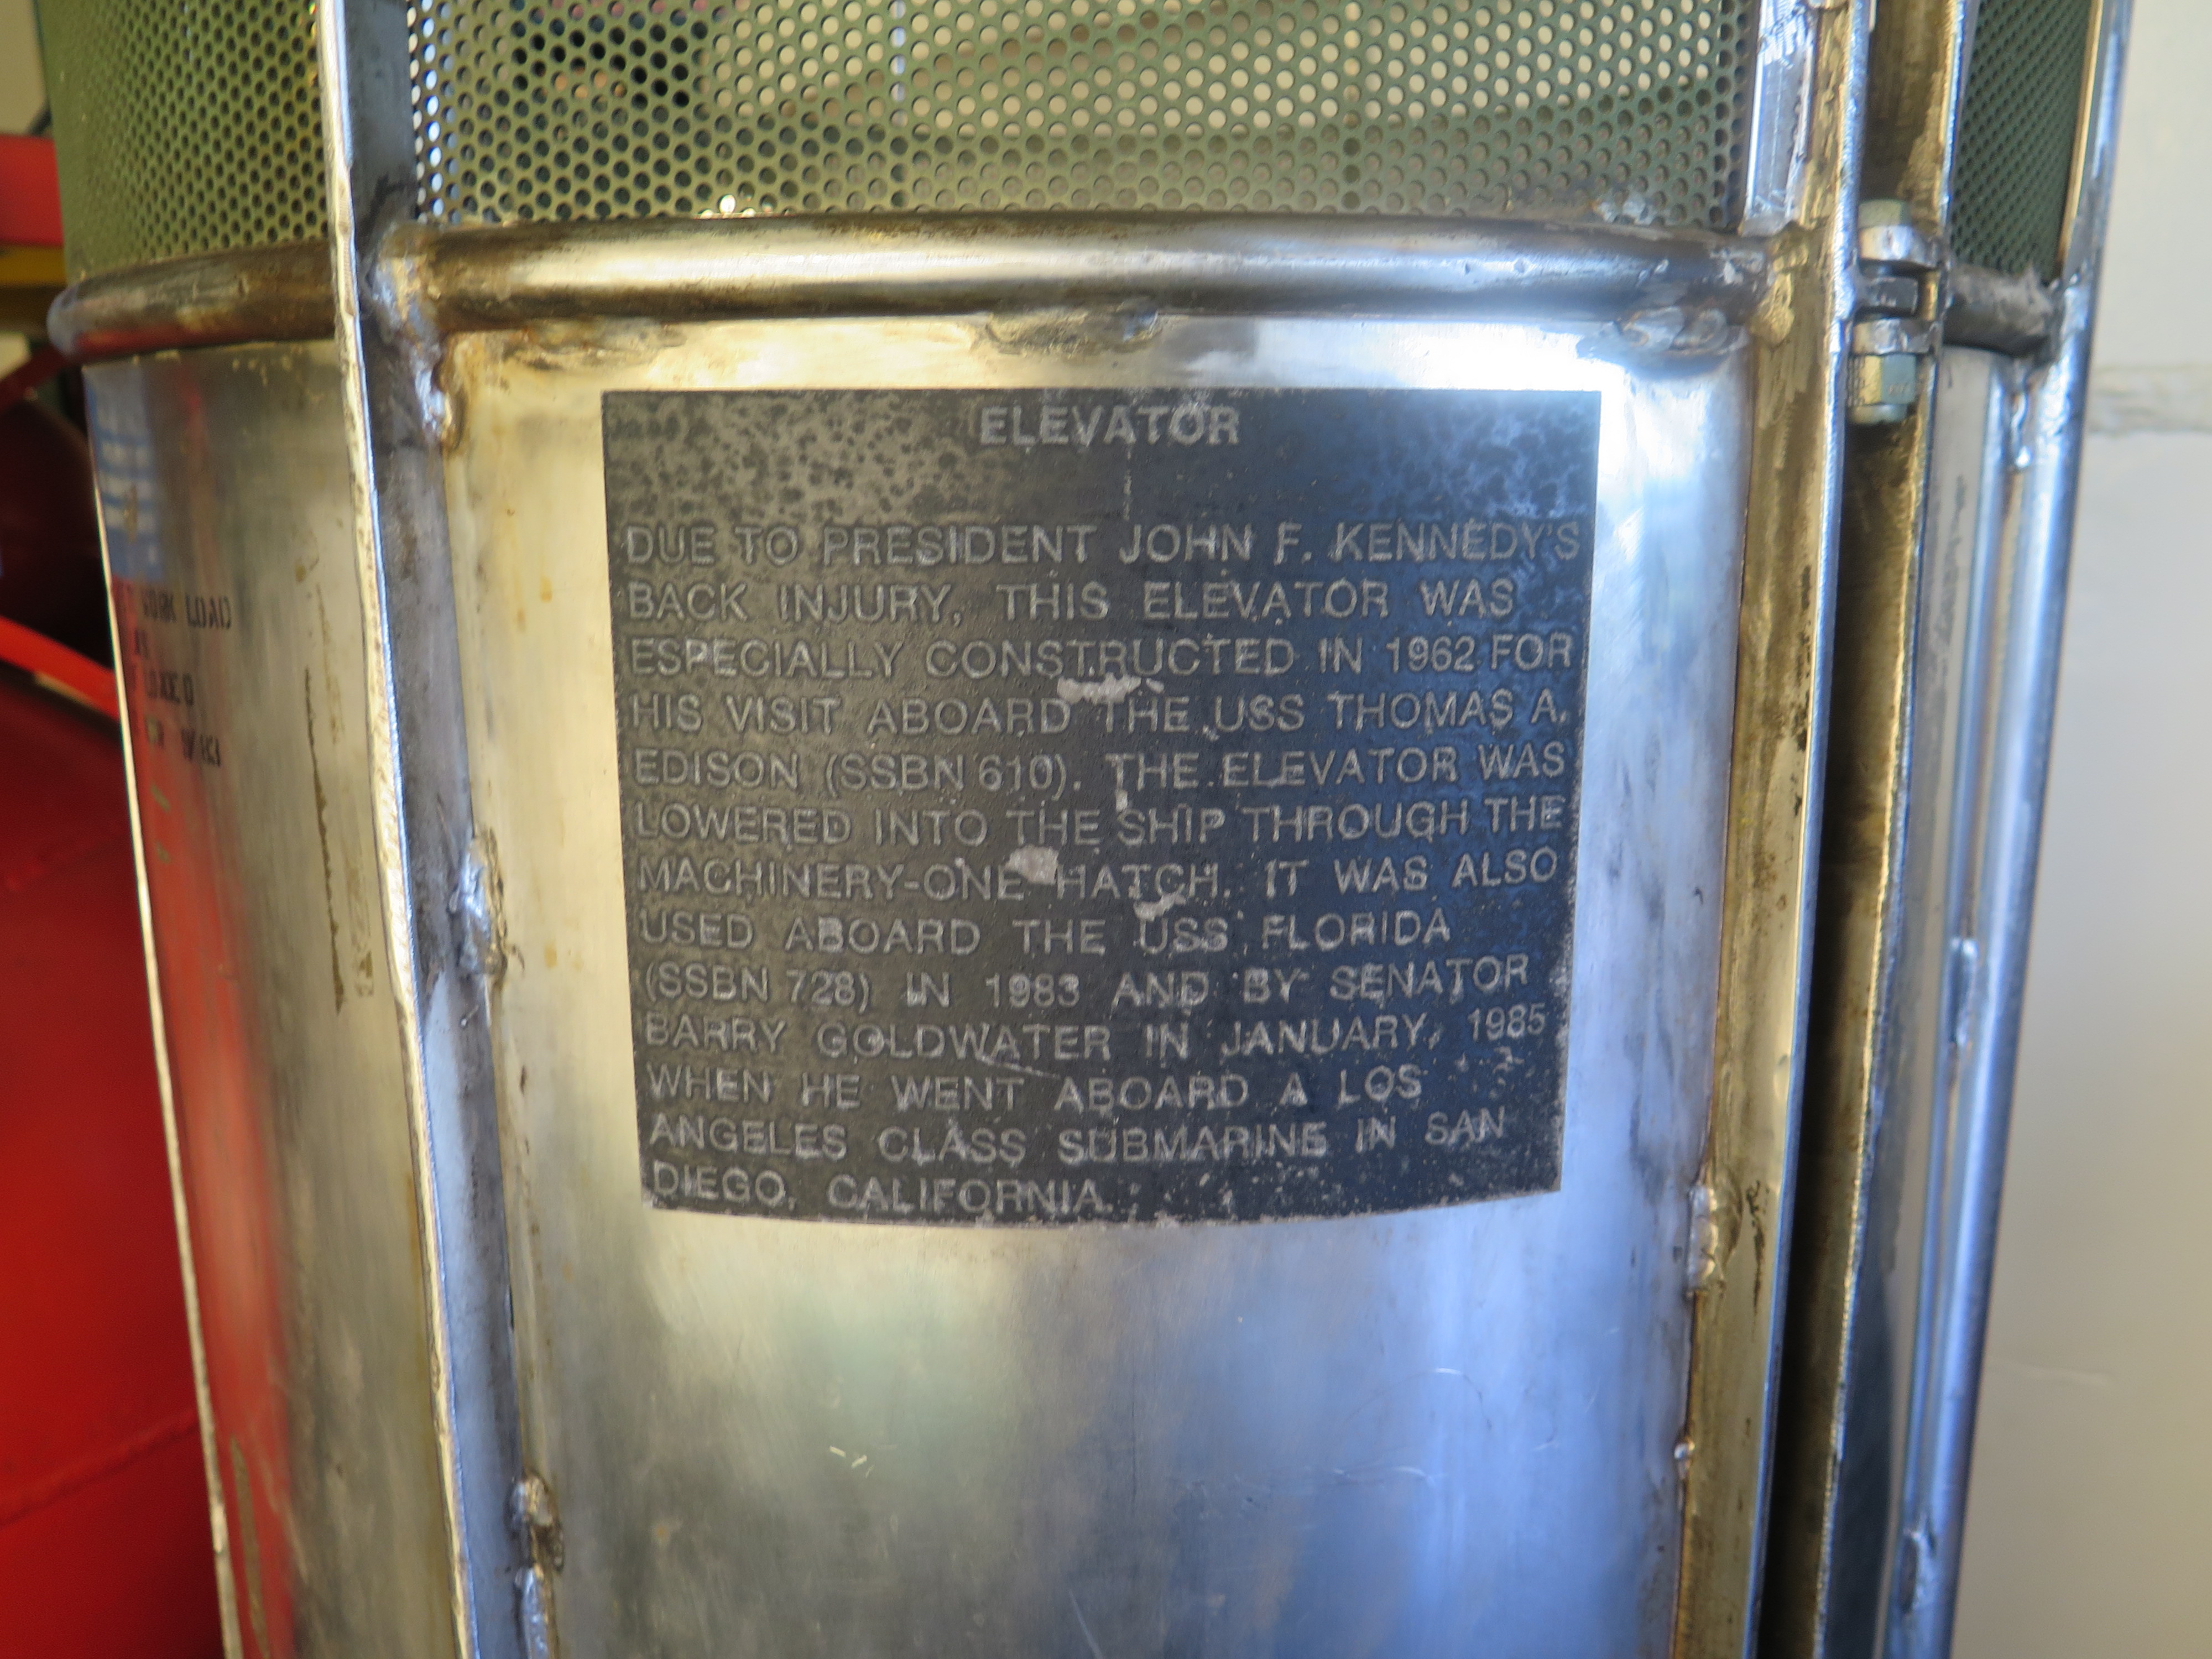 ELEVATOR
DUE TO PRESIDENT JOHN F. KENNEDY'S
BACK INJURY, THIS ELEVATOR WAS
ESPECIALLY CONSTRUCTED IN 1962 FOR
HIS VISIT ABOARD THE USS THOMAS A.
EDISON (SSBN 610). THE ELEVATOR WAS
LOWERED INTO THE SHIP THROUGH THE
MACHINERY-ONE HATCH. IT WAS ALSO
USED ABOARD THE USS FLORIDA
(SSBN 728) IN 1983 AND BY SENATOR
BARRY GOLDWATER IN JANUARY, 1985
WHEN HE WENT ABOARD A LOS
ANGELES CLASS SUBMARINE IN SAN
DIEGO, CALIFORNIA.
LOAD